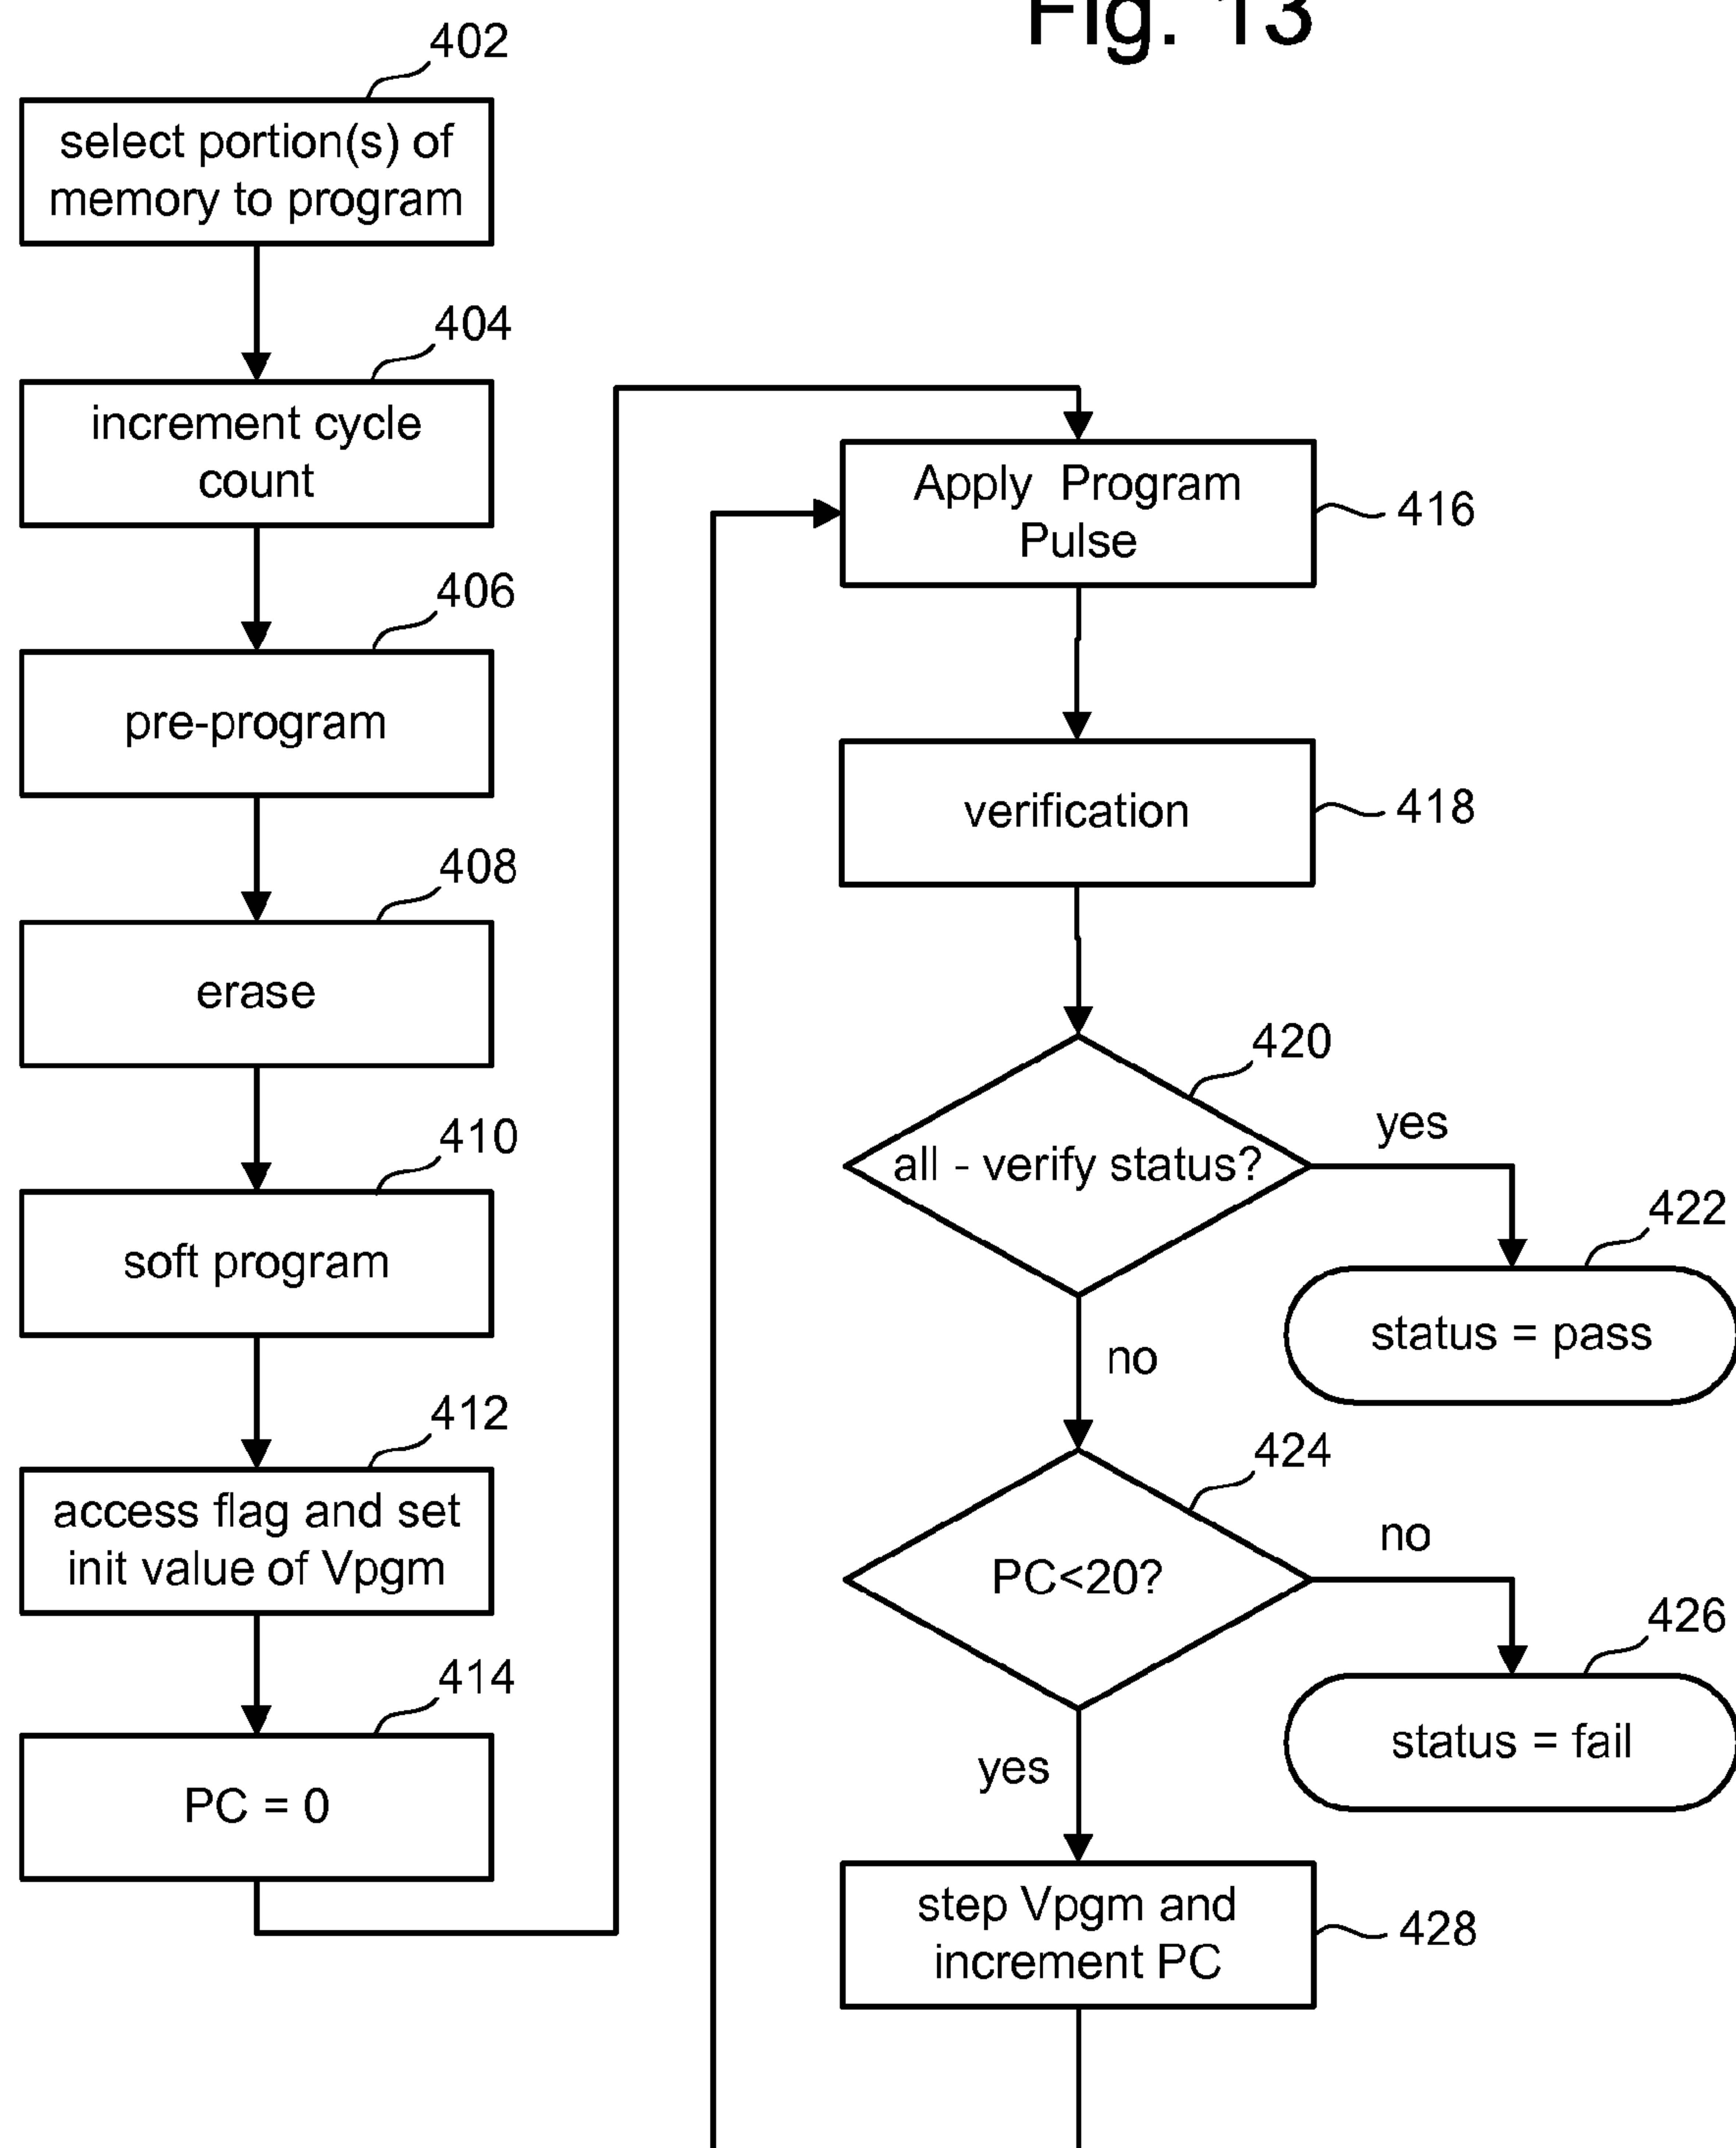 Fig. 13
402
select portion(s) of
memory to program
404
increment cycle
count
406
pre-program
408
erase
410
soft program
412
access flag and set
init value of Vpgm
414
PC = 0
Apply Program
Pulse
416
verification
418
420
all - verify status?
yes
422
status = pass
no
424
PC<20?
no
426
status = fail
yes
step Vpgm and
increment PC
428